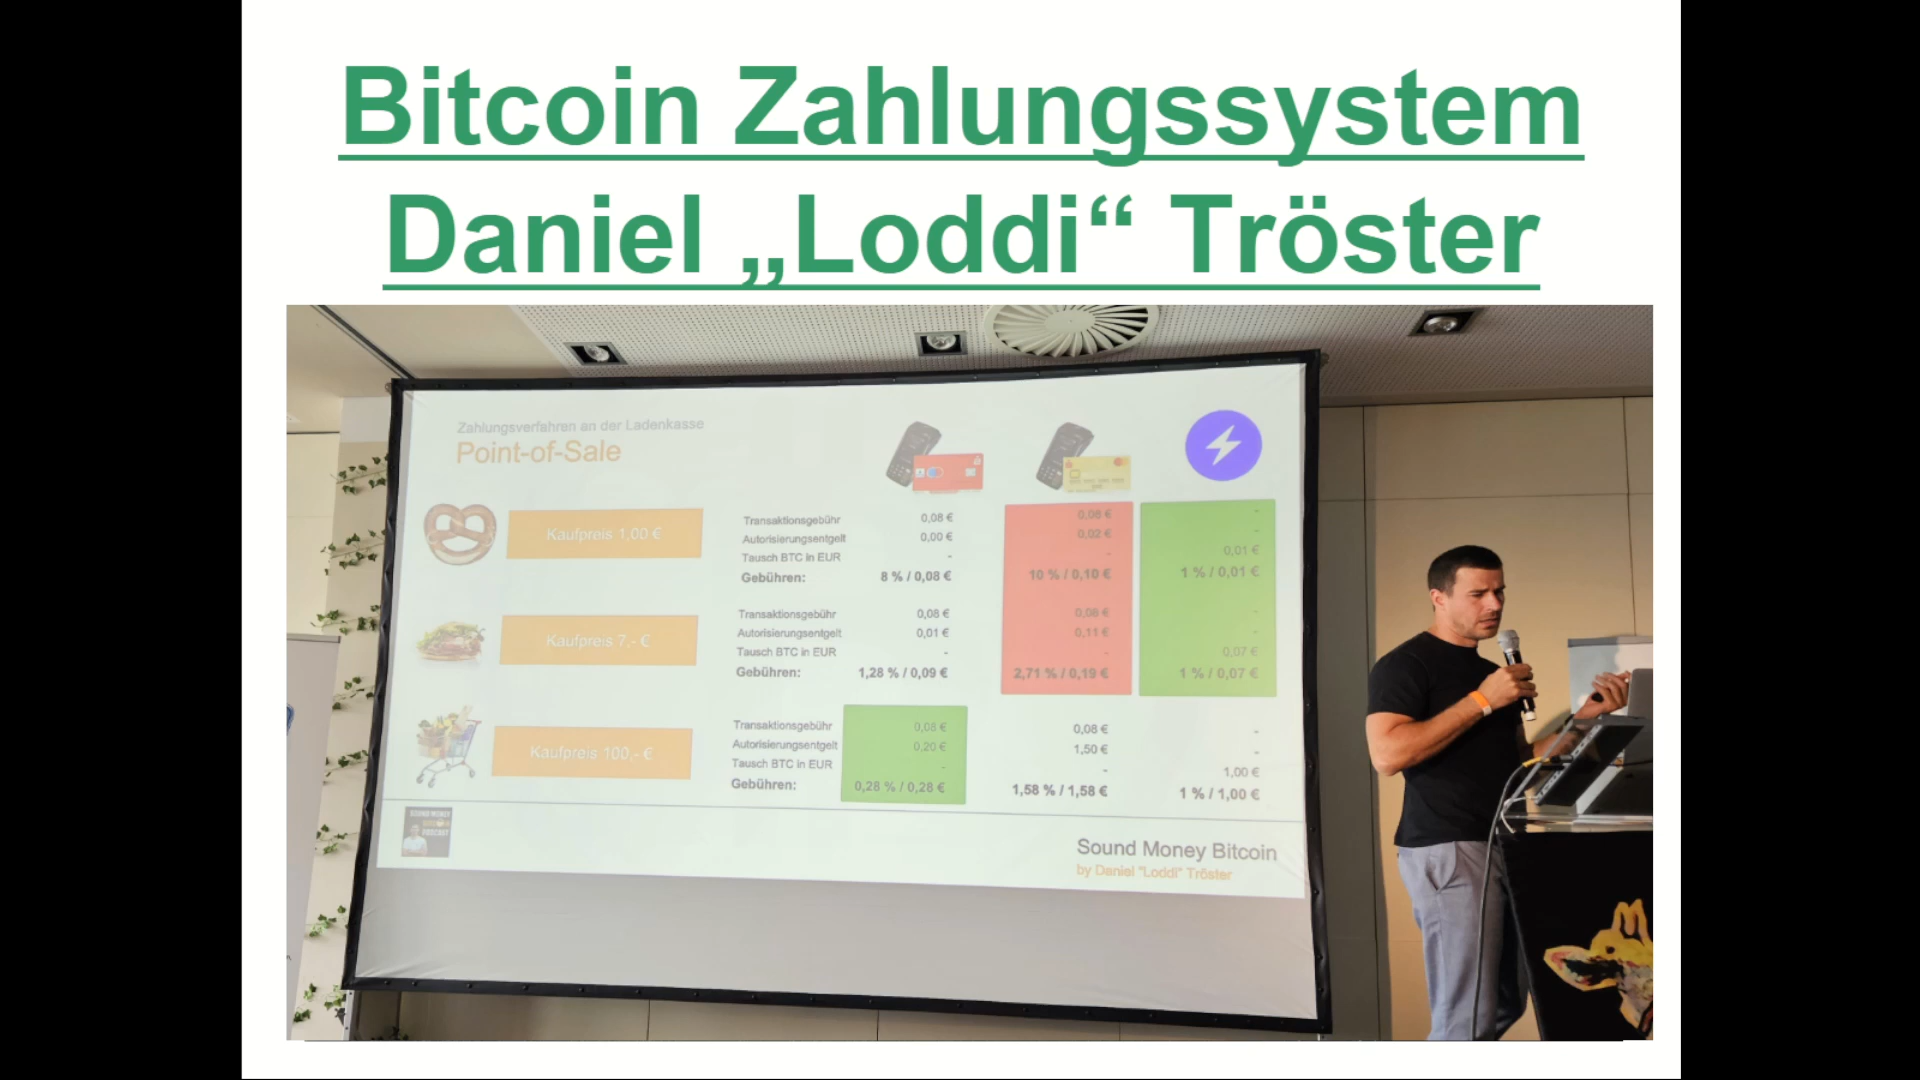 Bitcoin Zahlungssystem
Daniel „Loddi“ Tröster
Zahlungsverfahren an der Ladenkasse
Point-of-Sale
Kaufpreis 1,00 €
Transaktionsgebühr 0,08 € 0,08 € -
Autorisierungsentgelt 0,00 € 0,02 € -
Tausch BTC in EUR - - 0,01 €
Gebühren: 8 % / 0,08 € 10 % / 0,10 € 1 % / 0,01 €
Kaufpreis 7,- €
Transaktionsgebühr 0,08 € 0,08 € -
Autorisierungsentgelt 0,01 € 0,11 € -
Tausch BTC in EUR - - 0,07 €
Gebühren: 1,28 % / 0,09 € 2,71 % / 0,19 € 1 % / 0,07 €
Kaufpreis 100,- €
Transaktionsgebühr 0,08 € 0,08 € -
Autorisierungsentgelt 0,20 € 1,50 € -
Tausch BTC in EUR - - 1,00 €
Gebühren: 0,28 % / 0,28 € 1,58 % / 1,58 € 1 % / 1,00 €
SOUND MONEY
BITCOIN
PODCAST
Sound Money Bitcoin
by Daniel "Loddi" Tröster